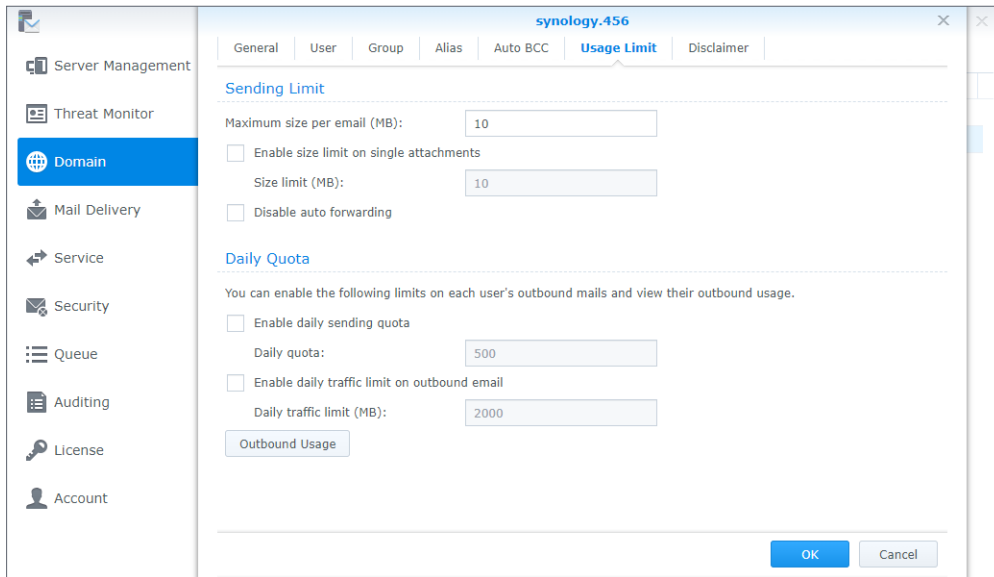 synology.456
Server Management
Threat Monitor
Domain
Mail Delivery
Service
Security
Queue
Auditing
License
Account
General User Group Alias Auto BCC Usage Limit Disclaimer
Sending Limit
Maximum size per email (MB): 10
Enable size limit on single attachments
Size limit (MB): 10
Disable auto forwarding
Daily Quota
You can enable the following limits on each user's outbound mails and view their outbound usage.
Enable daily sending quota
Daily quota: 500
Enable daily traffic limit on outbound email
Daily traffic limit (MB): 2000
Outbound Usage
OK Cancel